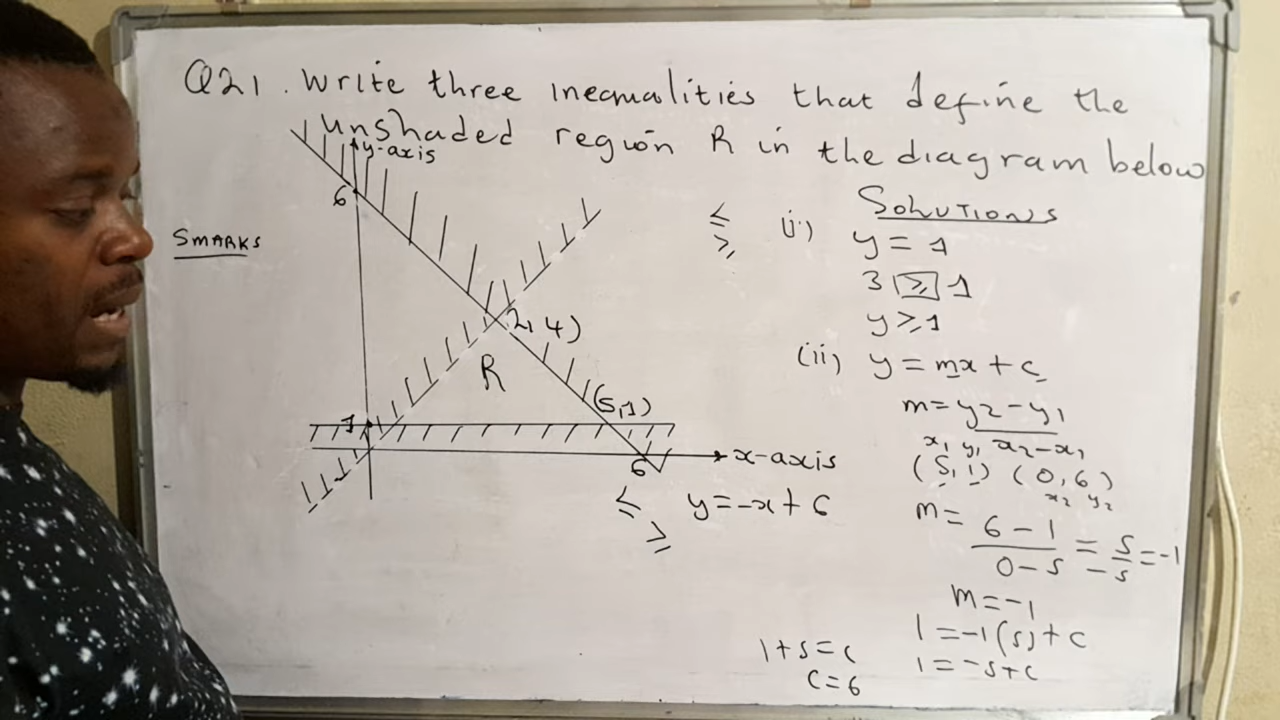 Q21. Write three inequalities that define the
unshaded region R in the diagram below
y-axis
6
5MARKS
2,4)
R
(5,1)
1
x-axis
6
y=-x+6
≤
≥
≤
≥
Solutions
(i) y = 1
3 ≥ 1
y ≥ 1
(ii) y = mx + c
m = y2 - y1
x2 - x1
x1 y1
(5,1) (0,6)
x2 y2
m = 6 - 1 = 5 = -1
0 - 5 -5
m = -1
1 = -1(5) + c
1 = -5 + c
1+5=c
c=6